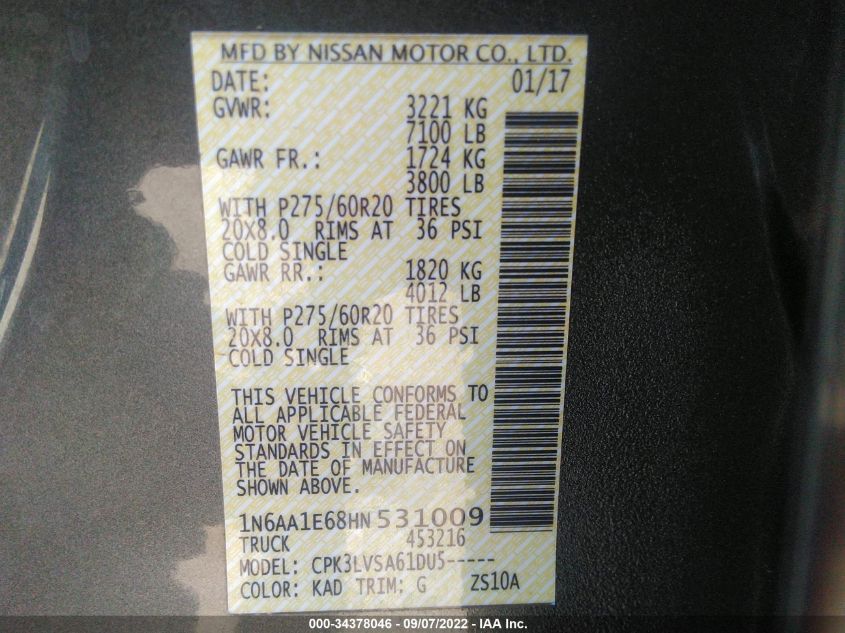 MFD BY NISSAN MOTOR CO., LTD.
DATE: 01/17
GVWR: 3221 KG
7100 LB
GAWR FR.: 1724 KG
3800 LB
WITH P275/60R20 TIRES
20X8.0 RIMS AT 36 PSI
COLD SINGLE
GAWR RR.: 1820 KG
4012 LB
WITH P275/60R20 TIRES
20X8.0 RIMS AT 36 PSI
COLD SINGLE
THIS VEHICLE CONFORMS TO
ALL APPLICABLE FEDERAL
MOTOR VEHICLE SAFETY
STANDARDS IN EFFECT ON
THE DATE OF MANUFACTURE
SHOWN ABOVE.
1N6AA1E68HN531009
TRUCK 453216
MODEL: CPK3LVSA61DU5-----
COLOR: KAD TRIM: G ZS10A
000-34378046 - 09/07/2022 - IAA Inc.